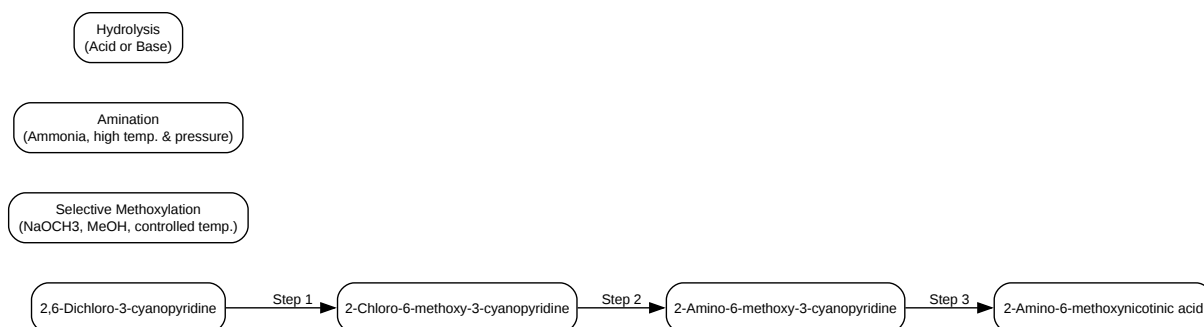 Hydrolysis
(Acid or Base)
Amination
(Ammonia, high temp. & pressure)
Selective Methoxylation
(NaOCH3, MeOH, controlled temp.)
2,6-Dichloro-3-cyanopyridine
Step 1
2-Chloro-6-methoxy-3-cyanopyridine
Step 2
2-Amino-6-methoxy-3-cyanopyridine
Step 3
2-Amino-6-methoxynicotinic acid